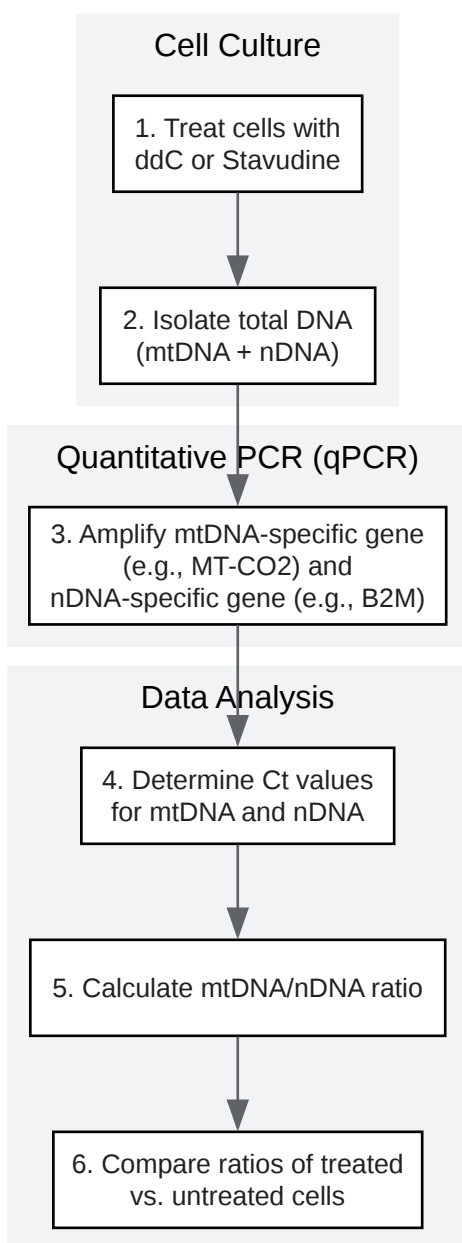 Cell Culture
1. Treat cells with
ddC or Stavudine
2. Isolate total DNA
(mtDNA + nDNA)
Quantitative PCR (qPCR)
3. Amplify mtDNA-specific gene
(e.g., MT-CO2) and
nDNA-specific gene (e.g., B2M)
Data Analysis
4. Determine Ct values
for mtDNA and nDNA
5. Calculate mtDNA/nDNA ratio
6. Compare ratios of treated
vs. untreated cells